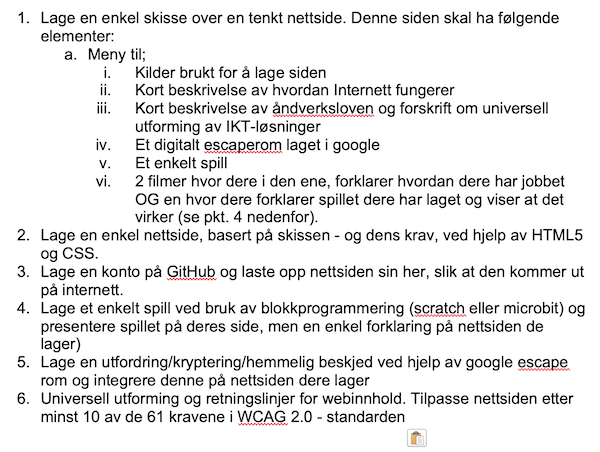 1. Lage en enkel skisse over en tenkt nettside. Denne siden skal ha følgende
elementer:
a. Meny til;
i. Kilder brukt for å lage siden
ii. Kort beskrivelse av hvordan Internett fungerer
iii. Kort beskrivelse av åndverksloven og forskrift om universell
utforming av IKT-løsninger
iv. Et digitalt escaperom laget i google
v. Et enkelt spill
vi. 2 filmer hvor dere i den ene, forklarer hvordan dere har jobbet
OG en hvor dere forklarer spillet dere har laget og viser at det
virker (se pkt. 4 nedenfor).
2. Lage en enkel nettside, basert på skissen - og dens krav, ved hjelp av HTML5
og CSS.
3. Lage en konto på GitHub og laste opp nettsiden sin her, slik at den kommer ut
på internett.
4. Lage et enkelt spill ved bruk av blokkprogrammering (scratch eller microbit) og
presentere spillet på deres side, men en enkel forklaring på nettsiden de
lager)
5. Lage en utfordring/kryptering/hemmelig beskjed ved hjelp av google escape
rom og integrere denne på nettsiden dere lager
6. Universell utforming og retningslinjer for webinnhold. Tilpasse nettsiden etter
minst 10 av de 61 kravene i WCAG 2.0 - standarden